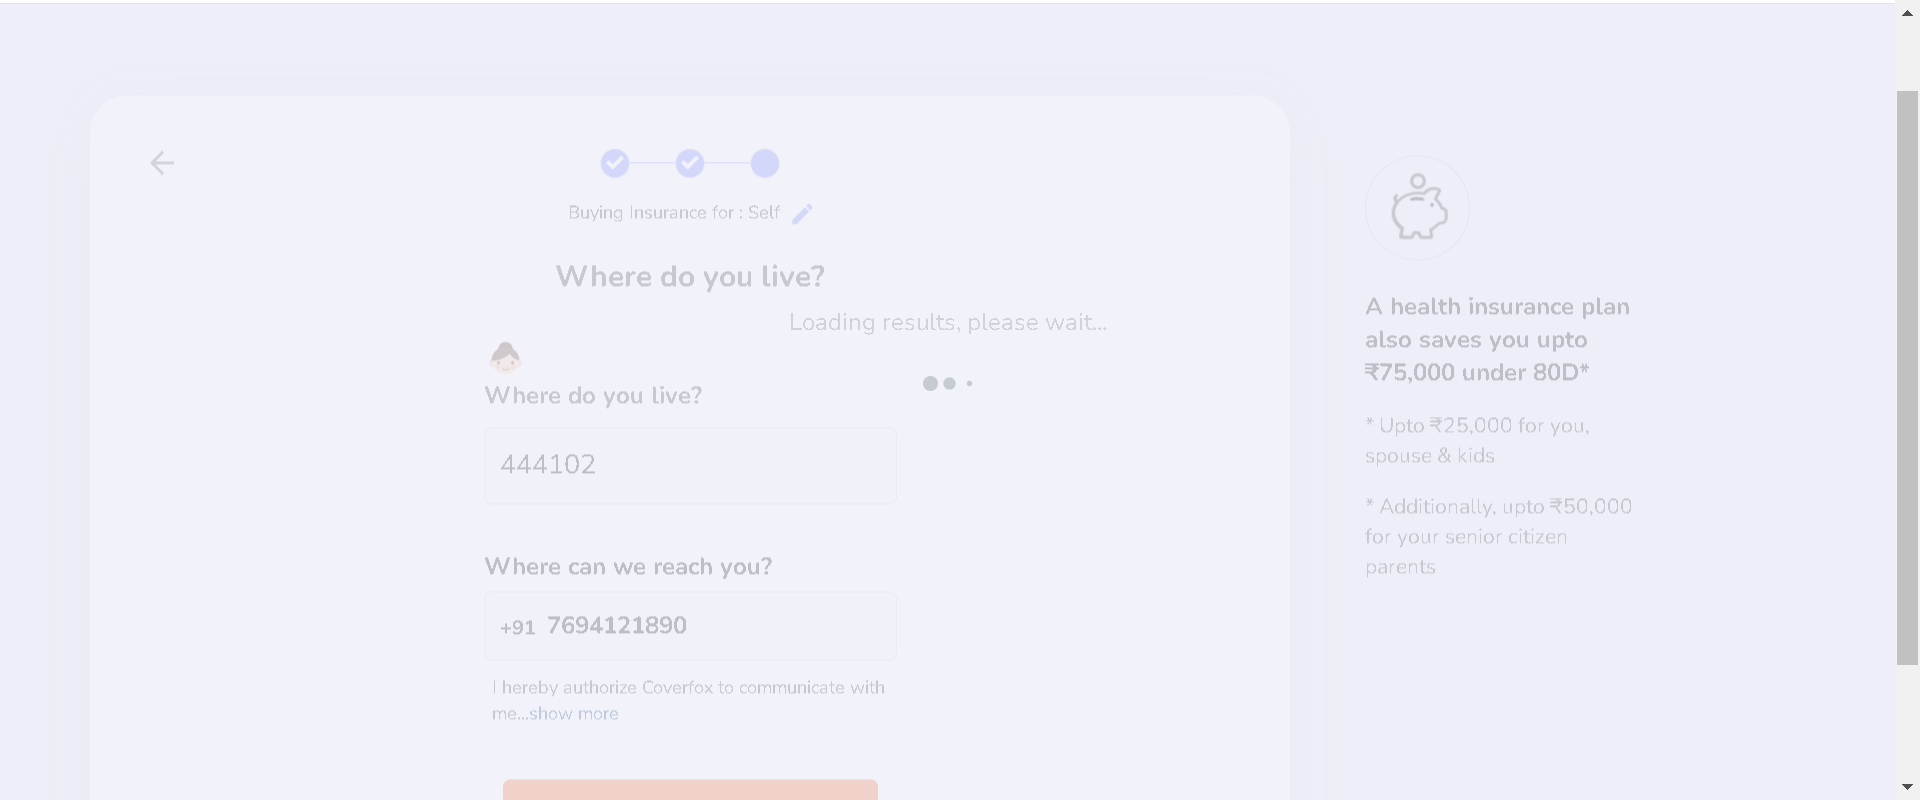 Buying Insurance for : Self
Where do you live?
Loading results, please wait...
Where do you live?
444102
Where can we reach you?
+91 7694121890
I hereby authorize Coverfox to communicate with
me...show more
A health insurance plan
also saves you upto
₹75,000 under 80D*
* Upto ₹25,000 for you,
spouse & kids
* Additionally, upto ₹50,000
for your senior citizen
parents